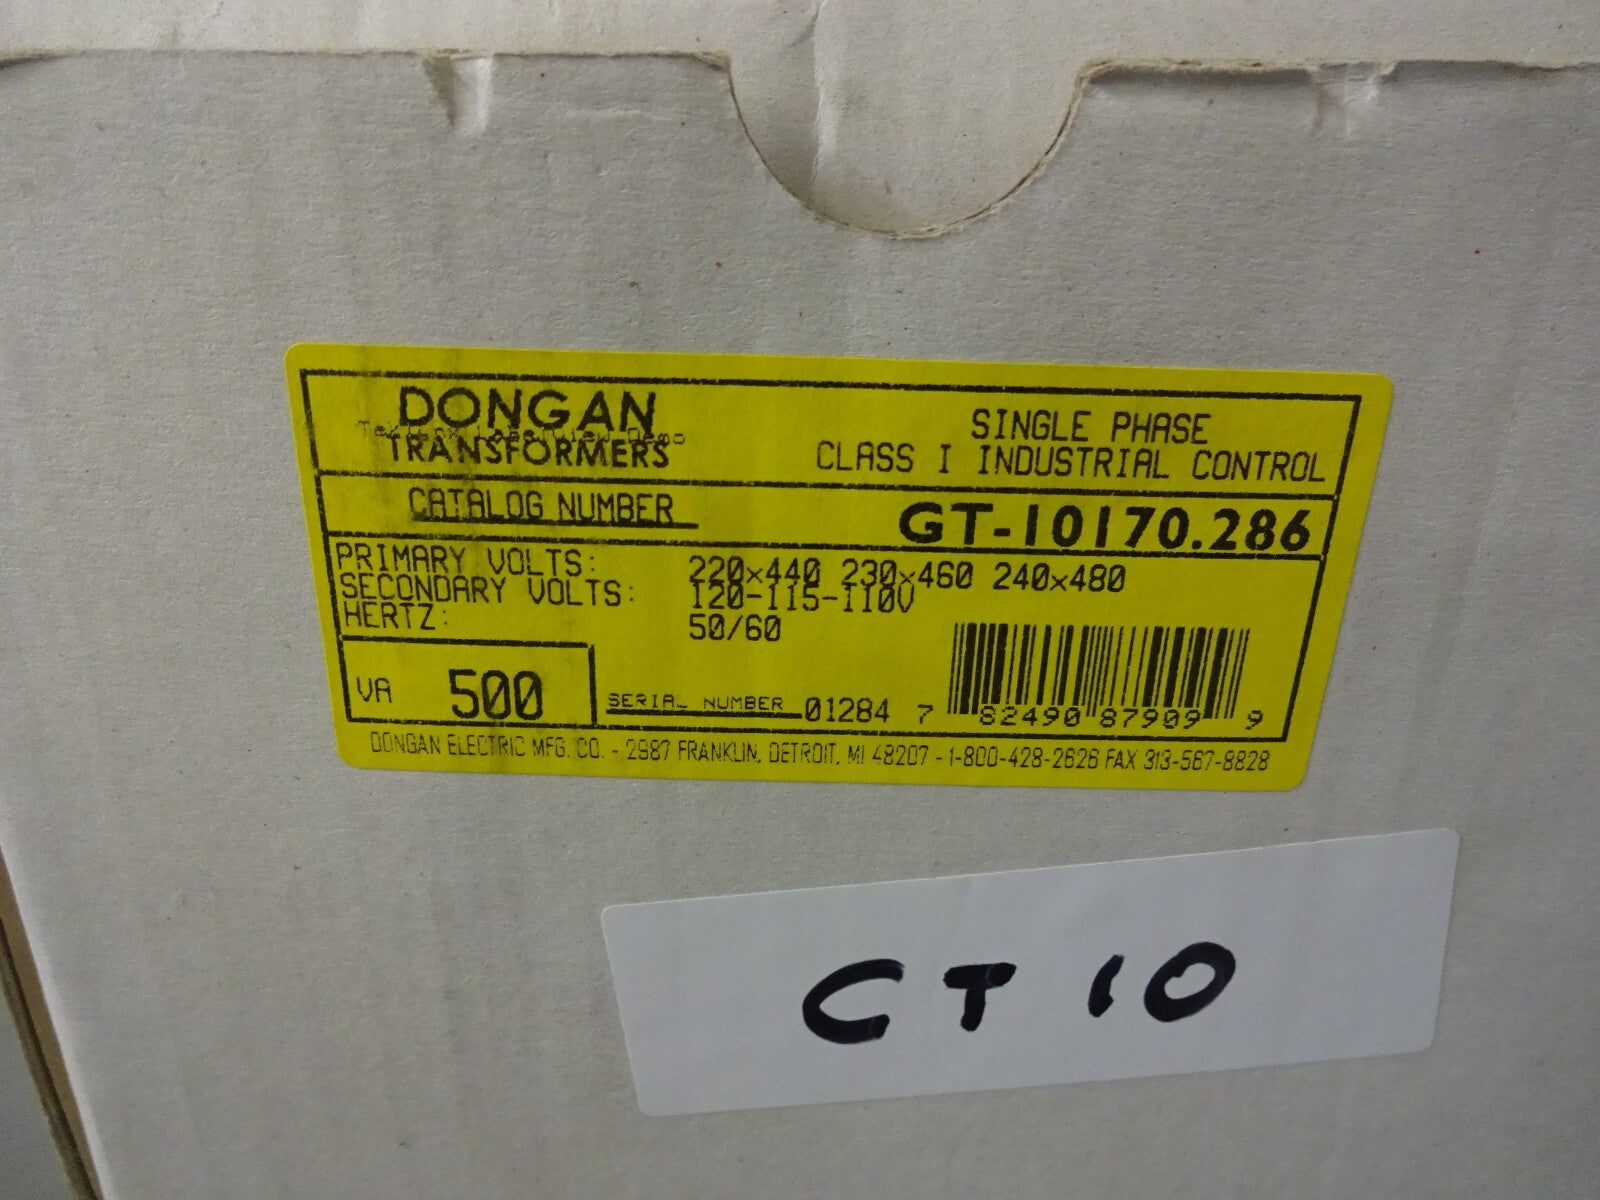 DONGAN
TRANSFORMERS
SINGLE PHASE
CLASS I INDUSTRIAL CONTROL
CATALOG NUMBER GT-10170.286
PRIMARY VOLTS: 220x440 230x460 240x480
SECONDARY VOLTS: 120-115-110V
HERTZ: 50/60
VA 500
SERIAL NUMBER 01284
7 82490 87909 9
DONGAN ELECTRIC MFG. CO. - 2987 FRANKLIN, DETROIT, MI 48207 - 1-800-428-2626 FAX 313-567-8828
CT 10